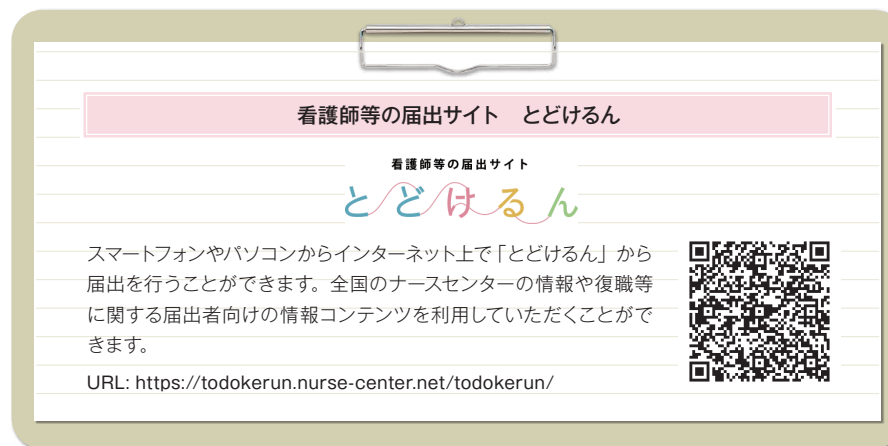 看護師等の届出サイト　とどけるん
看護師等の届出サイト
とどけるん
スマートフォンやパソコンからインターネット上で「とどけるん」から
届出を行うことができます。全国のナースセンターの情報や復職等
に関する届出者向けの情報コンテンツを利用していただくことがで
きます。
URL: https://todokerun.nurse-center.net/todokerun/